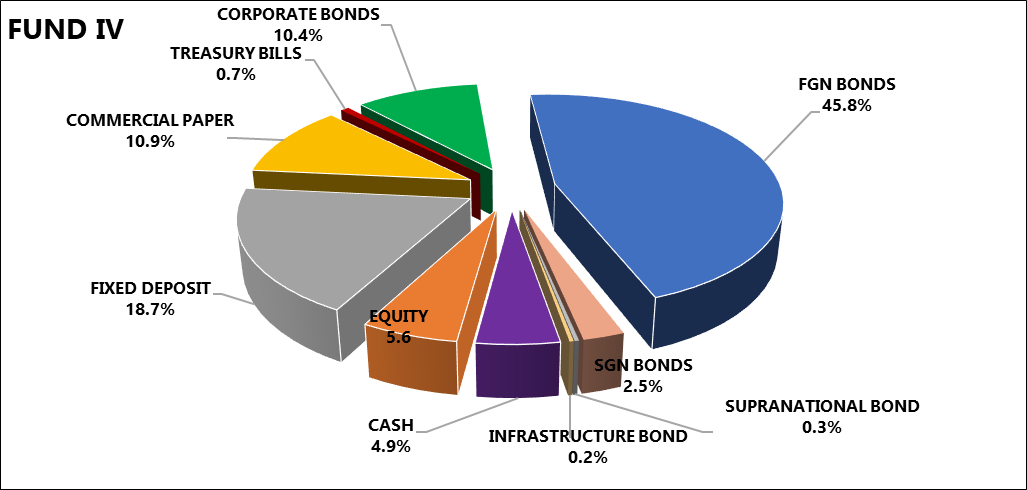 FUND IV
CORPORATE BONDS
10.4%
TREASURY BILLS
0.7%
FGN BONDS
45.8%
COMMERCIAL PAPER
10.9%
FIXED DEPOSIT
18.7%
EQUITY
5.6
SGN BONDS
2.5%
SUPRANATIONAL BOND
0.3%
CASH
4.9%
INFRASTRUCTURE BOND
0.2%